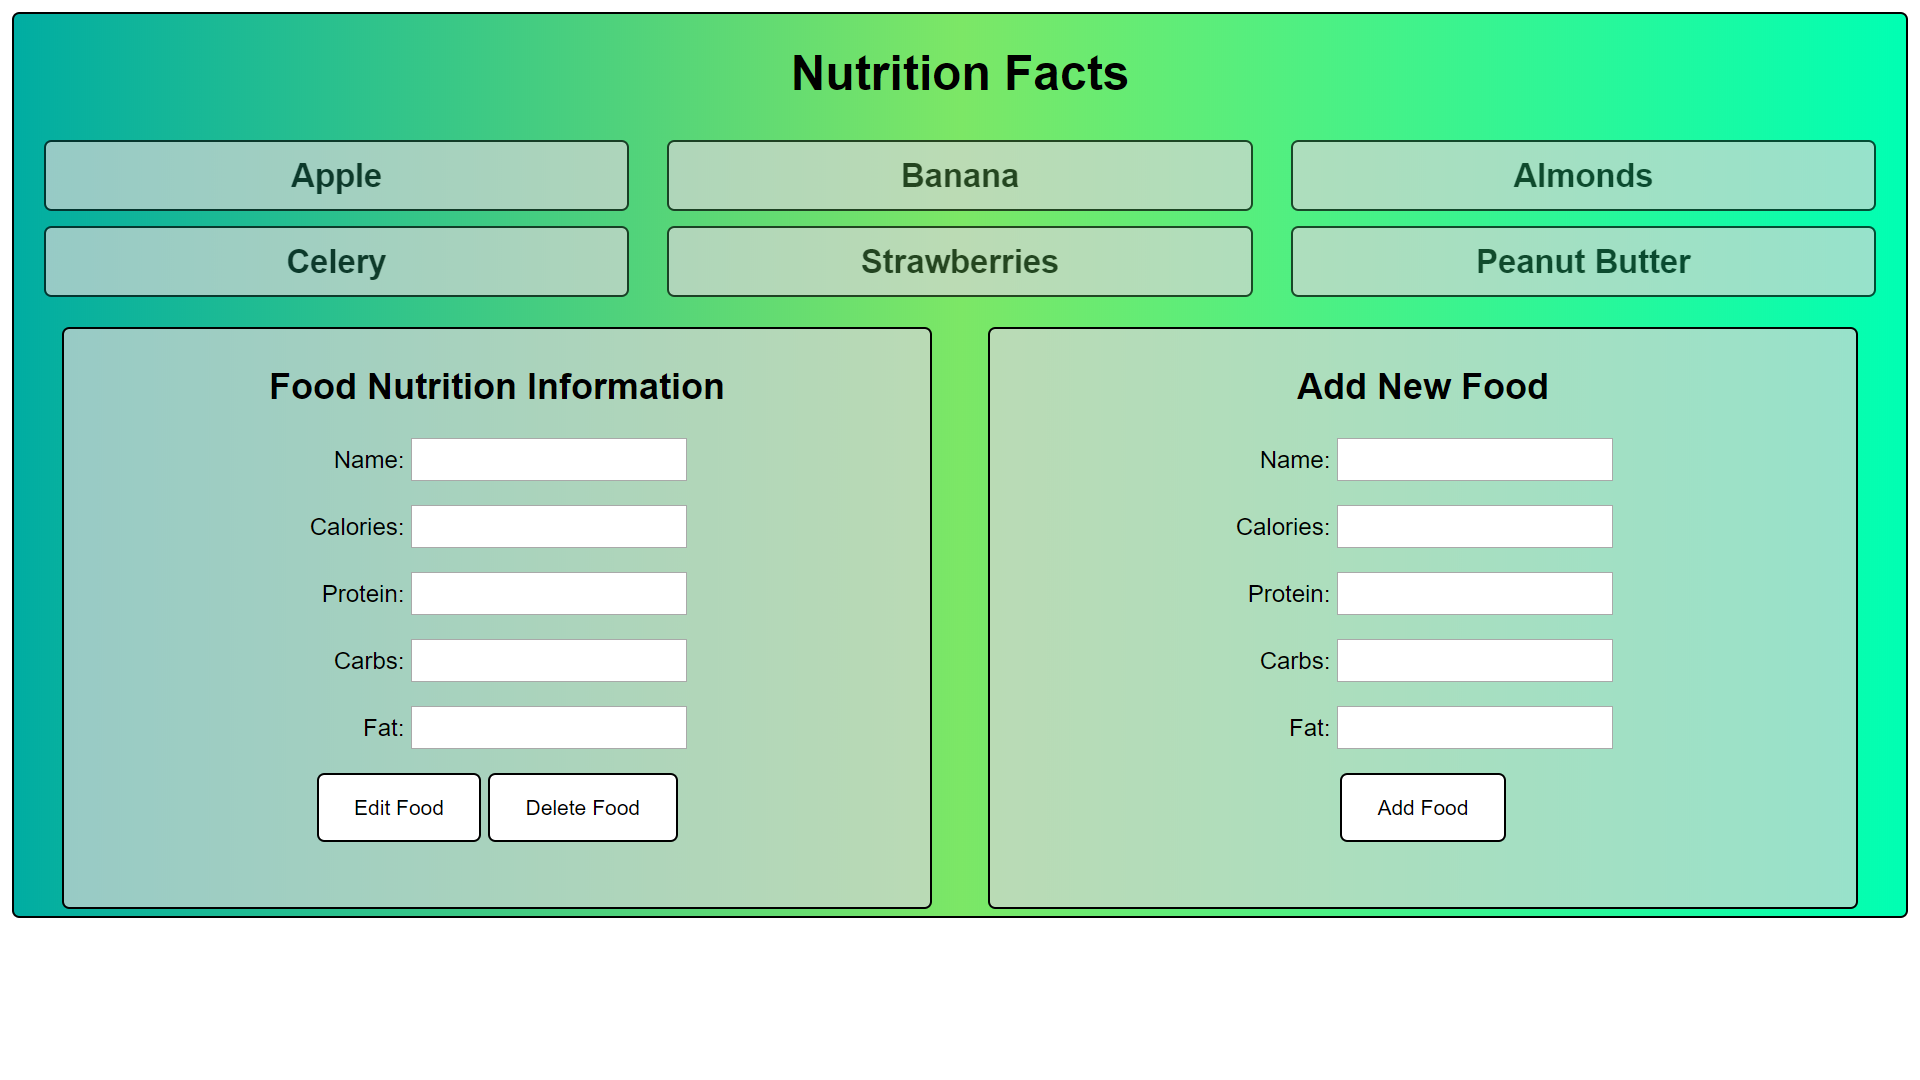 Nutrition Facts
Apple Banana Almonds
Celery Strawberries Peanut Butter
Food Nutrition Information
Name:
Calories:
Protein:
Carbs:
Fat:
Edit Food Delete Food
Add New Food
Name:
Calories:
Protein:
Carbs:
Fat:
Add Food